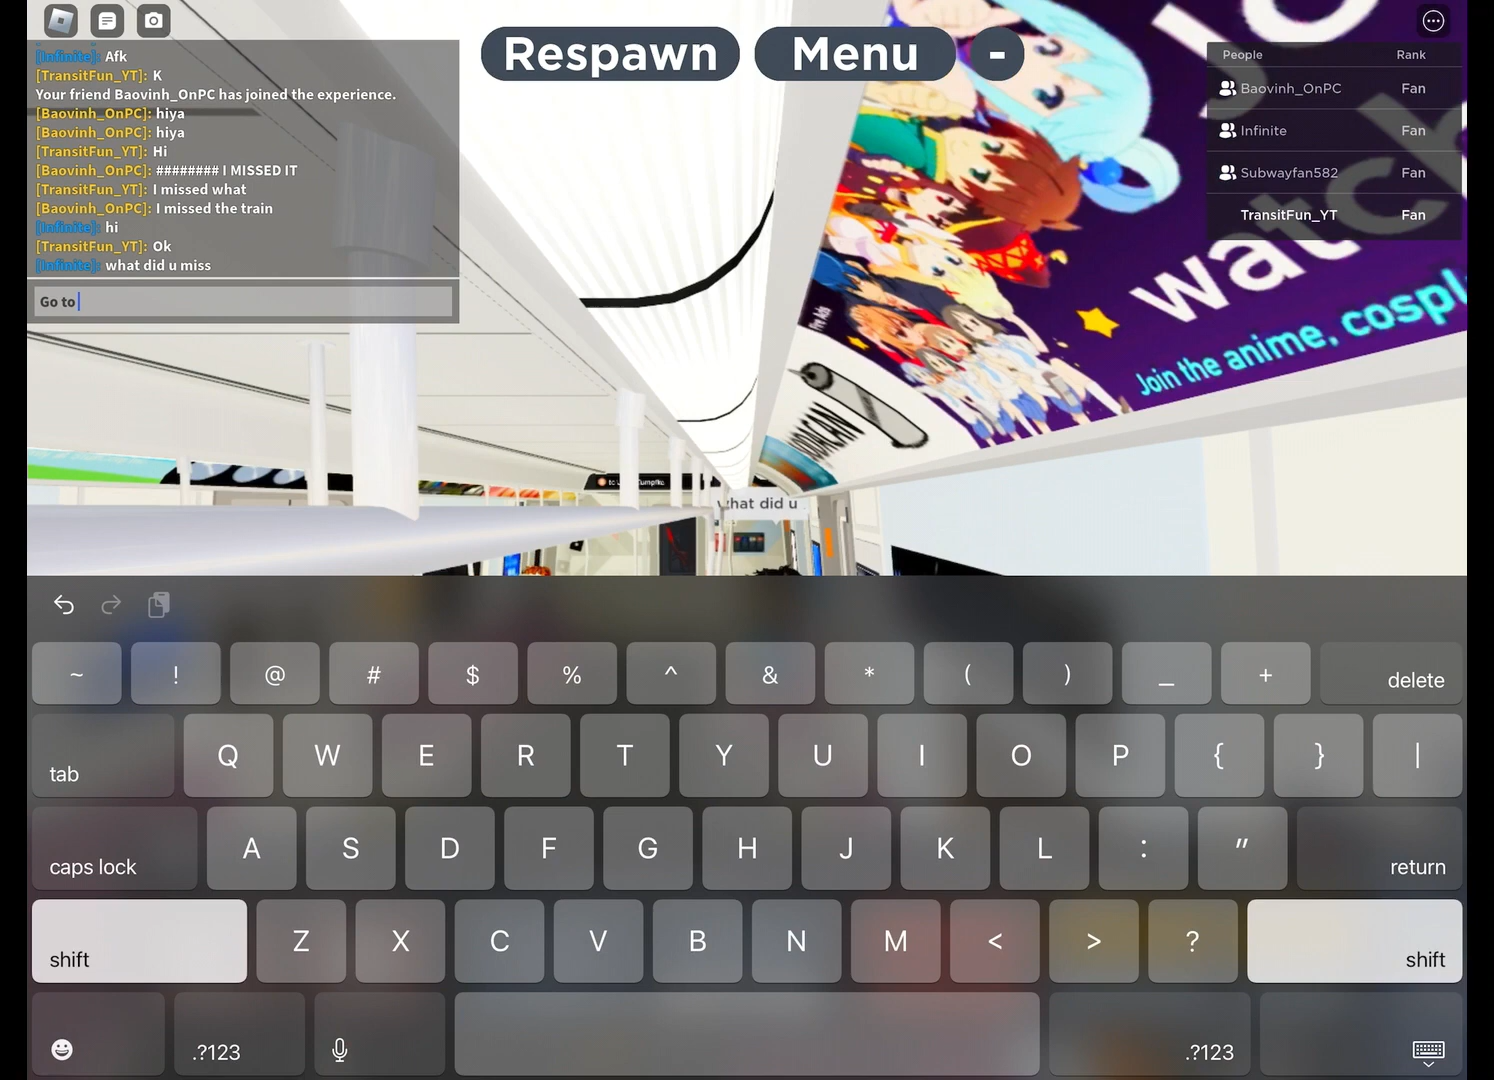 Respawn
Menu
-
[Infinite]: Afk
[TransitFun_YT]: K
Your friend Baovinh_OnPC has joined the experience.
[Baovinh_OnPC]: hiya
[Baovinh_OnPC]: hiya
[TransitFun_YT]: Hi
[Baovinh_OnPC]: ######## I MISSED IT
[TransitFun_YT]: I missed what
[Baovinh_OnPC]: I missed the train
[Infinite]: hi
[TransitFun_YT]: Ok
[Infinite]: what did u miss
Go to
People Rank
Baovinh_OnPC Fan
Infinite Fan
Subwayfan582 Fan
TransitFun_YT Fan
watch
Join the anime, cospl
what did u
~ ! @ # $ % ^ & * ( ) _ + delete
tab Q W E R T Y U I O P { } |
caps lock A S D F G H J K L : " return
shift Z X C V B N M < > ? shift
.?123 .?123